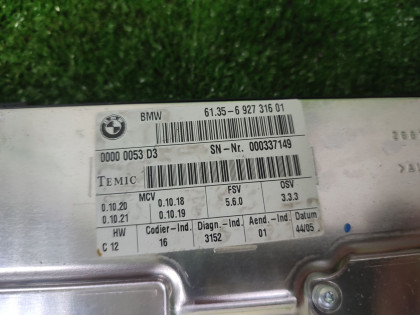 BMW 61.35-6 927 316 01
0000 0053 D3 SN-Nr. 000337149
TEMIC
MCV FSV OSV
0.10.20 0.10.18 5.6.0 3.3.3
0.10.21 0.10.19
HW Codier-Ind. Diagn.-Ind. Aend.-Ind. Datum
C 12 16 3152 01 44/05